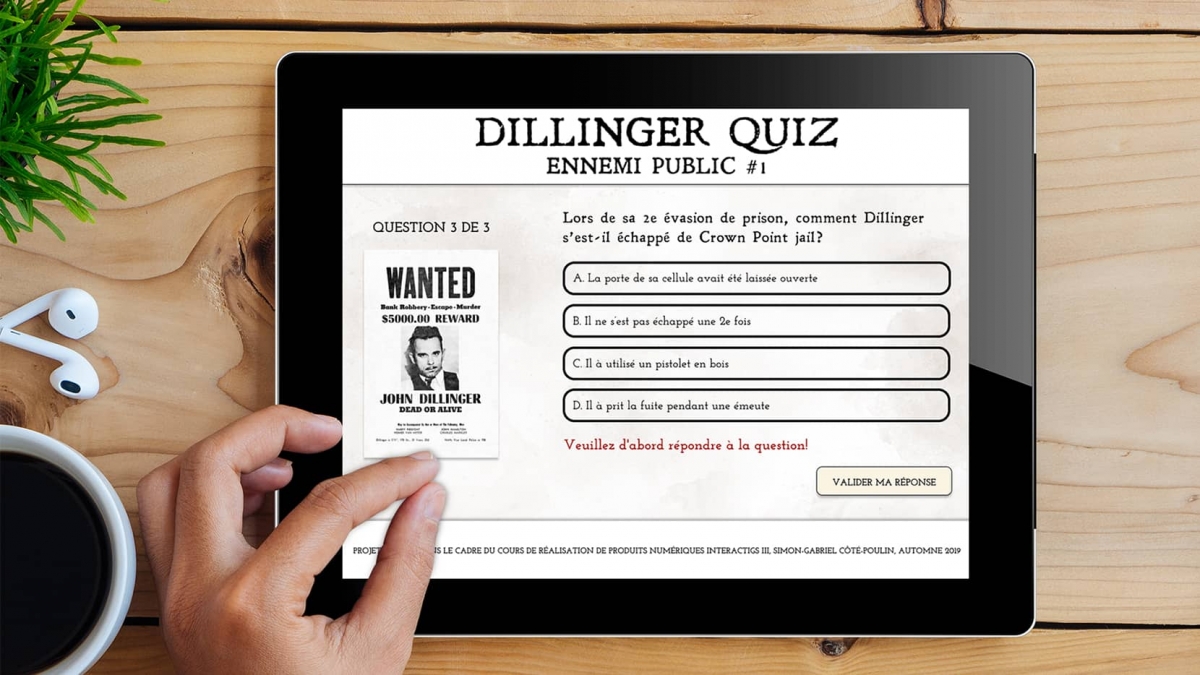 DILLINGER QUIZ
ENNEMI PUBLIC #1
QUESTION 3 DE 3
WANTED
Bank Robbery-Escape-Murder
$5000.00 REWARD
JOHN DILLINGER
DEAD OR ALIVE
Lors de sa 2e évasion de prison, comment Dillinger
s'est-il échappé de Crown Point jail?
A. La porte de sa cellule avait été laissée ouverte
B. Il ne s'est pas échappé une 2e fois
C. Il à utilisé un pistolet en bois
D. Il à prit la fuite pendant une émeute
Veuillez d'abord répondre à la question!
VALIDER MA RÉPONSE
LE CADRE DU COURS DE RÉALISATION DE PRODUITS NUMÉRIQUES INTERACTIGS III, SIMON-GABRIEL CÔTÉ-POULIN, AUTOMNE 2019